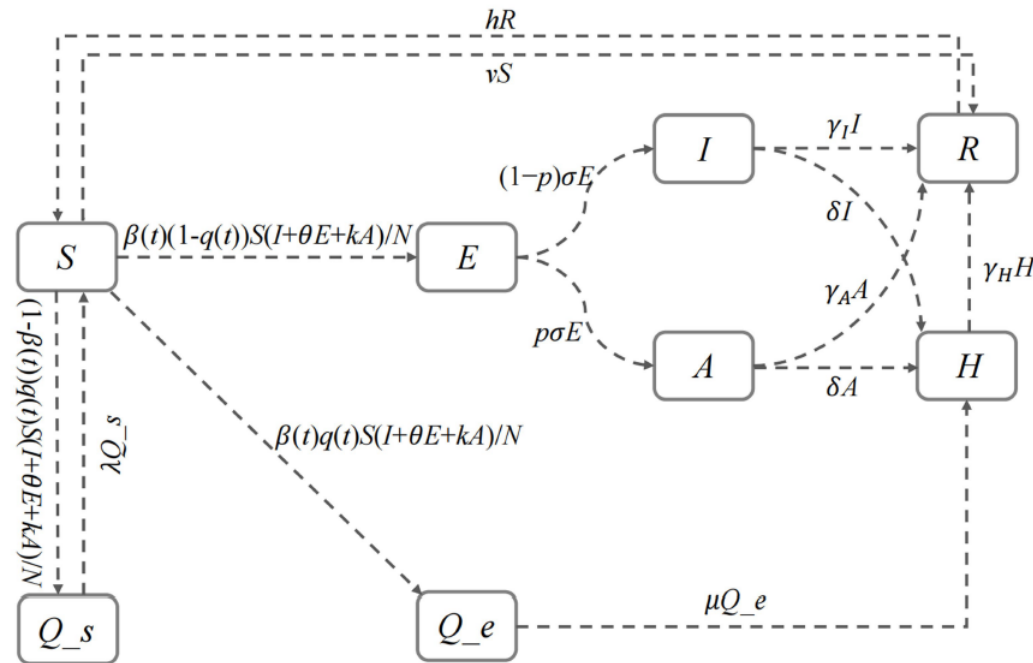 hR
vS
I
γ_I I
R
(1−p)σE
δI
S
β(t)(1-q(t))S(I+θE+kA)/N
E
γ_A A
γ_H H
pσE
A
δA
H
(1-β(t))q(t)S(I+θE+kA)/N
λQ_s
β(t)q(t)S(I+θE+kA)/N
Q_s
Q_e
μQ_e